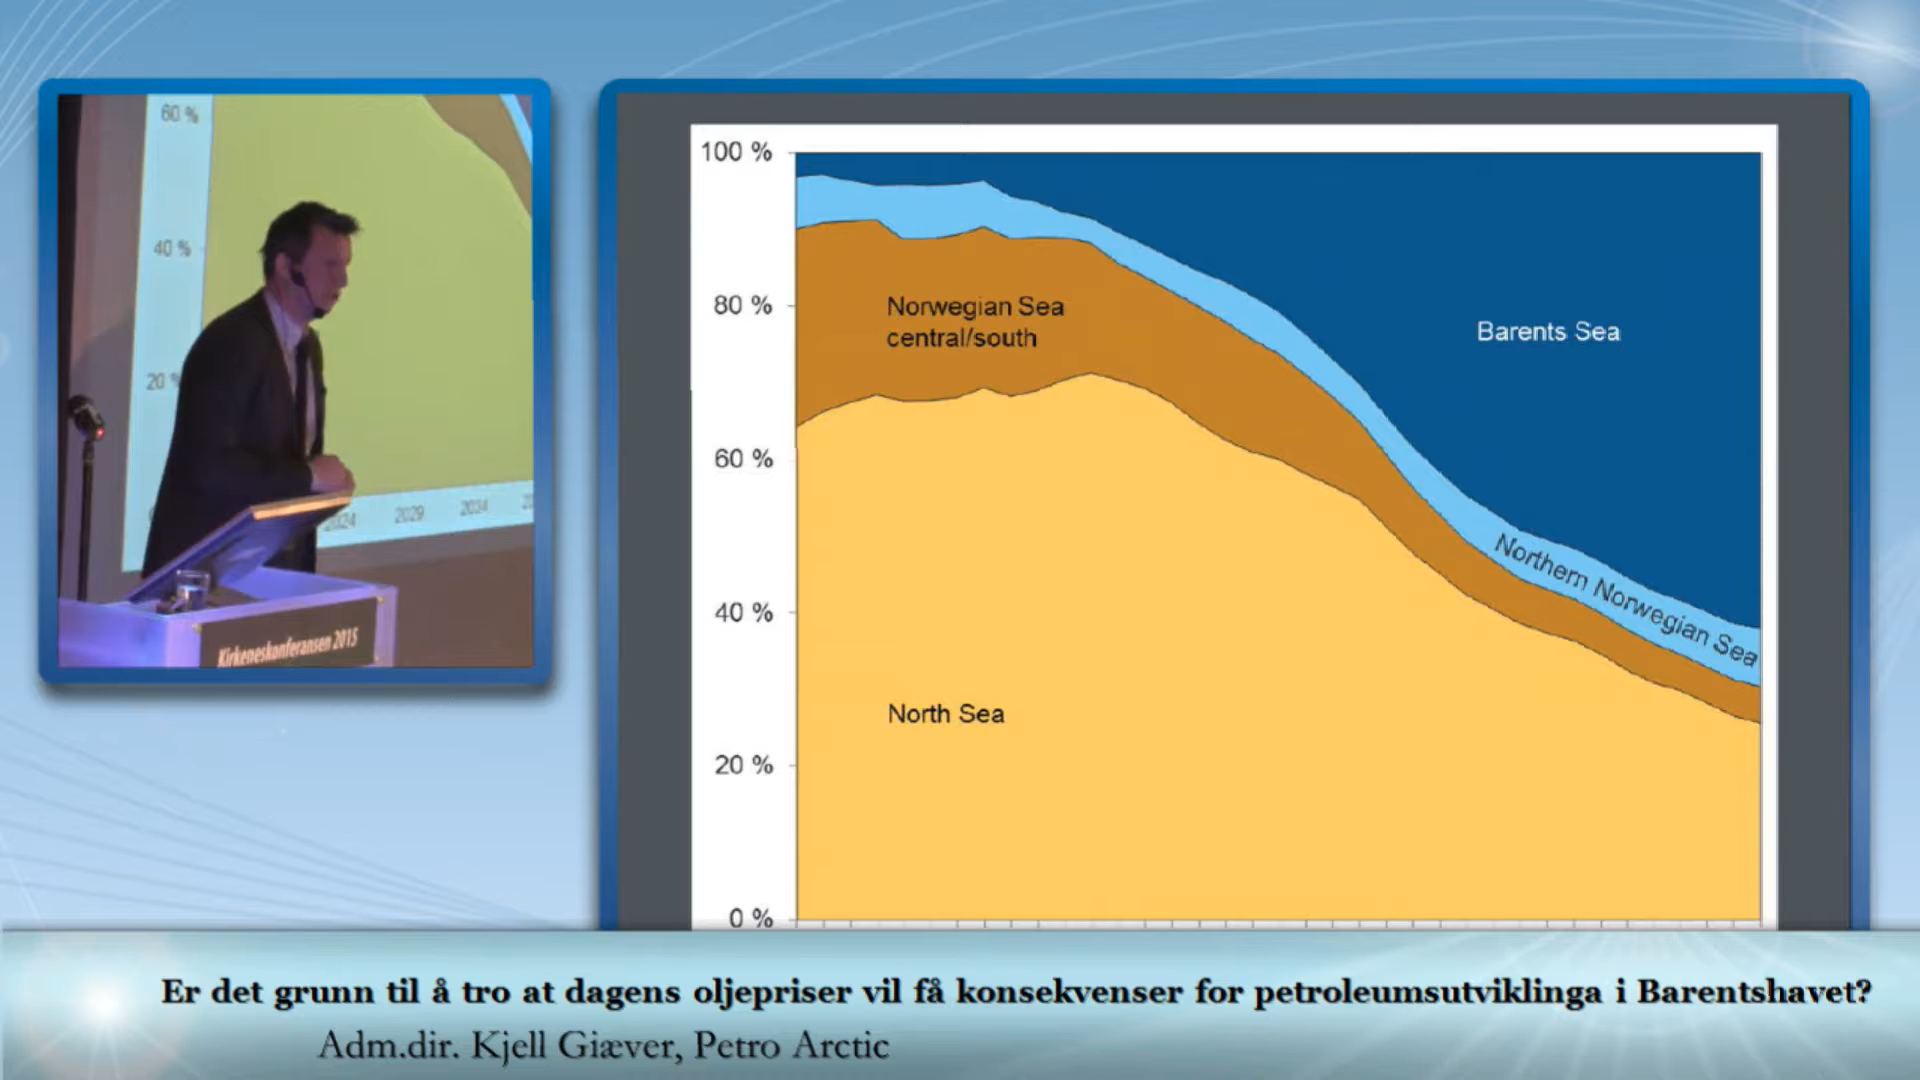 60 %
40 %
20 %
2024 2029 2034
Kirkeneskonferansen 2015
100 %
80 %
60 %
40 %
20 %
0 %
Norwegian Sea
central/south
Barents Sea
Northern Norwegian Sea
North Sea
Er det grunn til å tro at dagens oljepriser vil få konsekvenser for petroleumsutviklinga i Barentshavet?
Adm.dir. Kjell Giæver, Petro Arctic